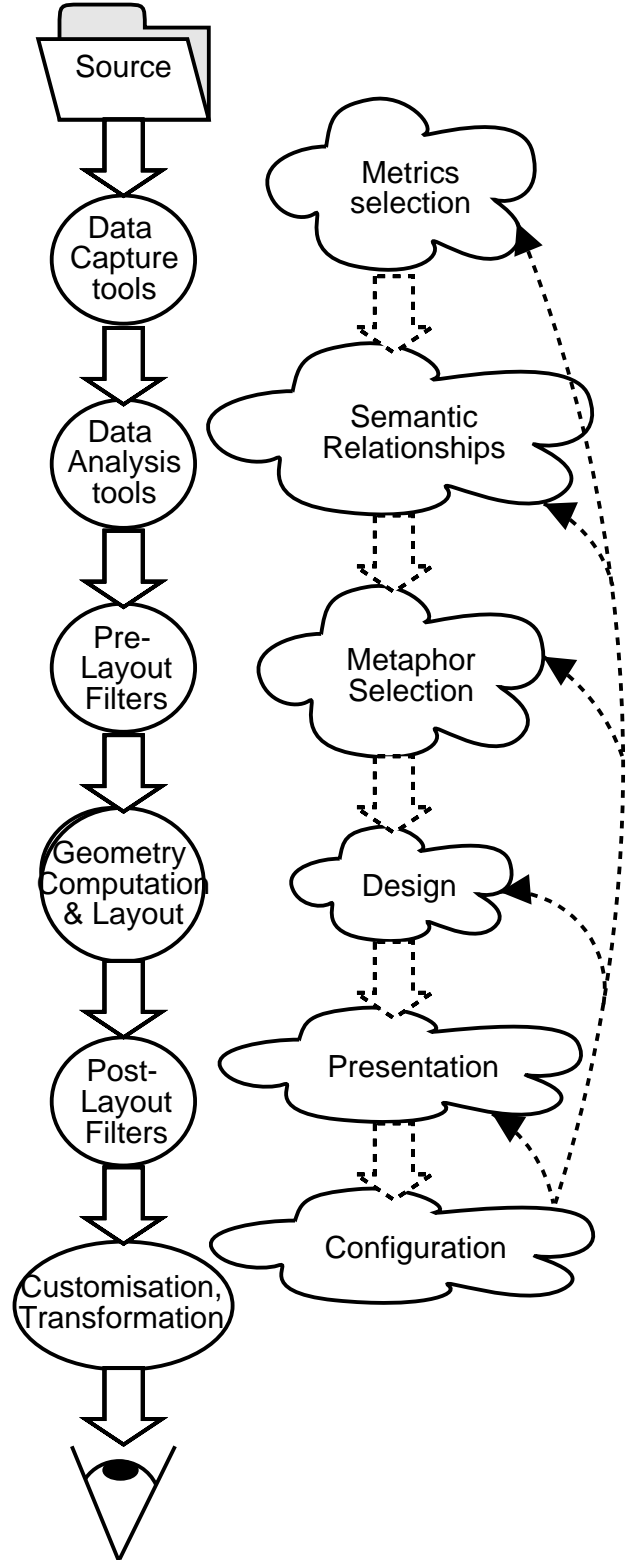 Source
Data
Capture
tools
Data
Analysis
tools
Pre-
Layout
Filters
Geometry
Computation
& Layout
Post-
Layout
Filters
Customisation,
Transformation
Metrics
selection
Semantic
Relationships
Metaphor
Selection
Design
Presentation
Configuration